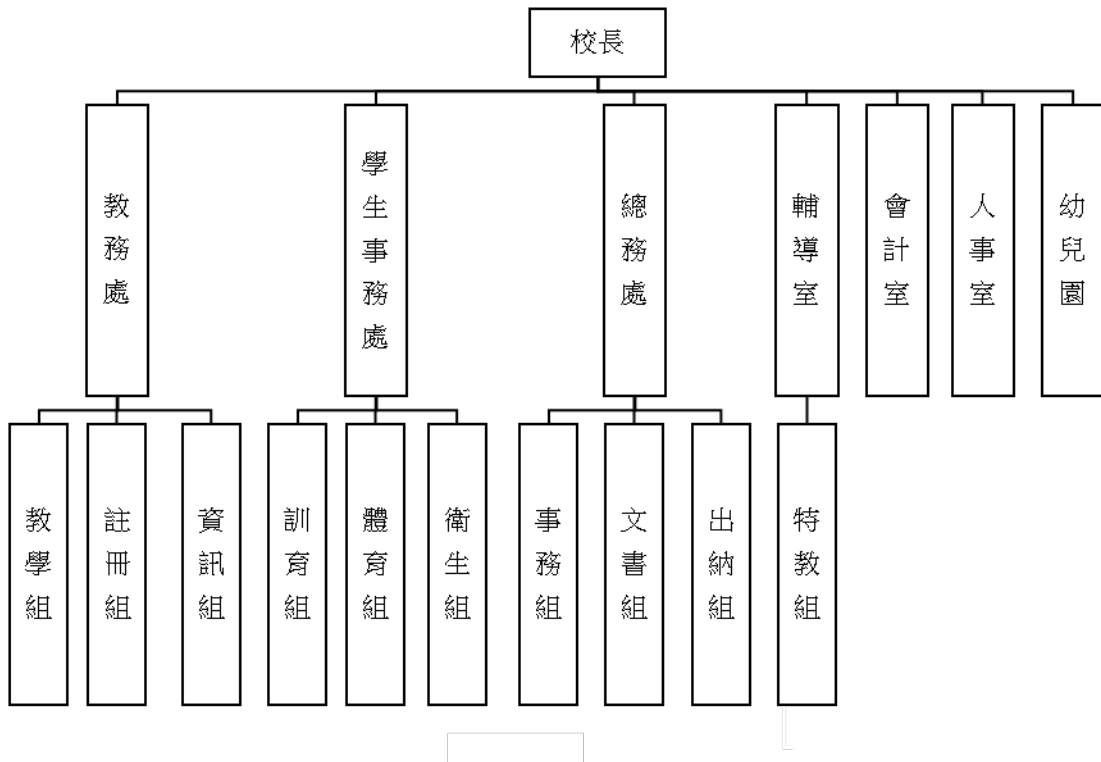 校長
教務處
學生事務處
總務處
輔導室
會計室
人事室
幼兒園
教學組
註冊組
資訊組
訓育組
體育組
衛生組
事務組
文書組
出納組
特教組